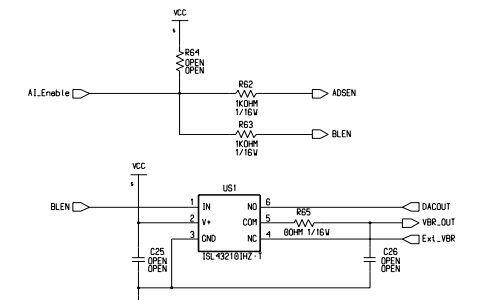 VCC
R64
OPEN
OPEN
AI_Enable
R62
ADSEN
1KOHM
1/16W
R63
BLEN
1KOHM
1/16W
VCC
US1
BLEN
1 IN NO 6
DACOUT
2 V+ COM 5
R65
VBR_OUT
3 GND NC 4
0OHM 1/16W
Ext_VBR
C25
OPEN
OPEN
ISL43210IHZ-T
C26
OPEN
OPEN